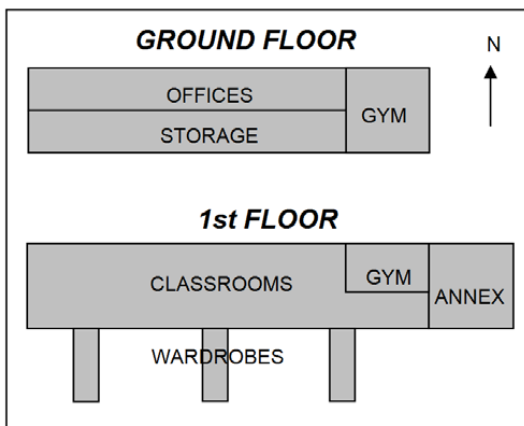 GROUND FLOOR
N
OFFICES
GYM
STORAGE
1st FLOOR
CLASSROOMS
GYM
ANNEX
WARDROBES